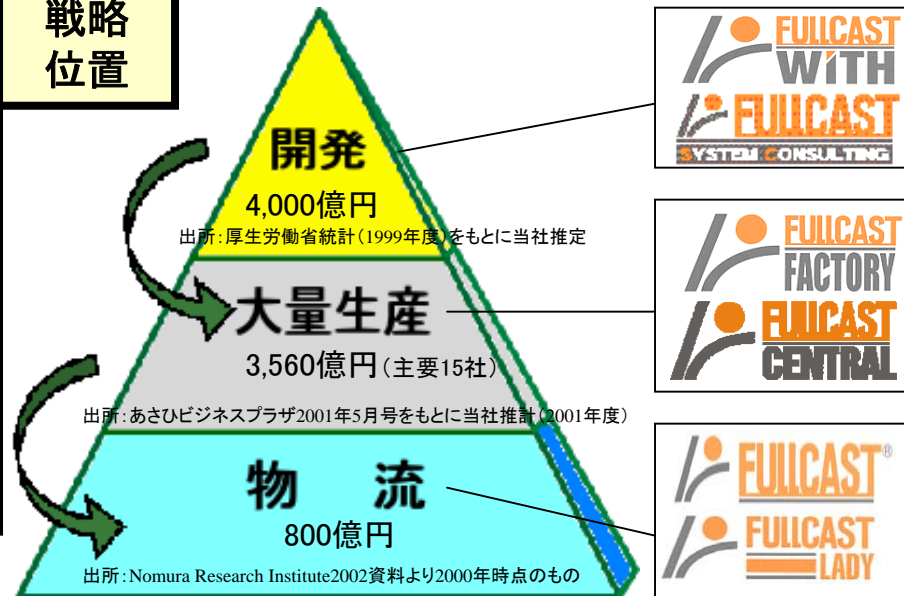 戦略
位置
開発
4,000億円
出所:厚生労働省統計(1999年度)をもとに当社推定
大量生産
3,560億円(主要15社)
出所:あさひビジネスプラザ2001年5月号をもとに当社推計(2001年度)
物 流
800億円
出所:Nomura Research Institute2002資料より2000年時点のもの
FULLCAST
WiTH
FULLCAST
SYSTEM CONSULTING
FULLCAST
FACTORY
FULLCAST
CENTRAL
FULLCAST®
FULLCAST
LADY